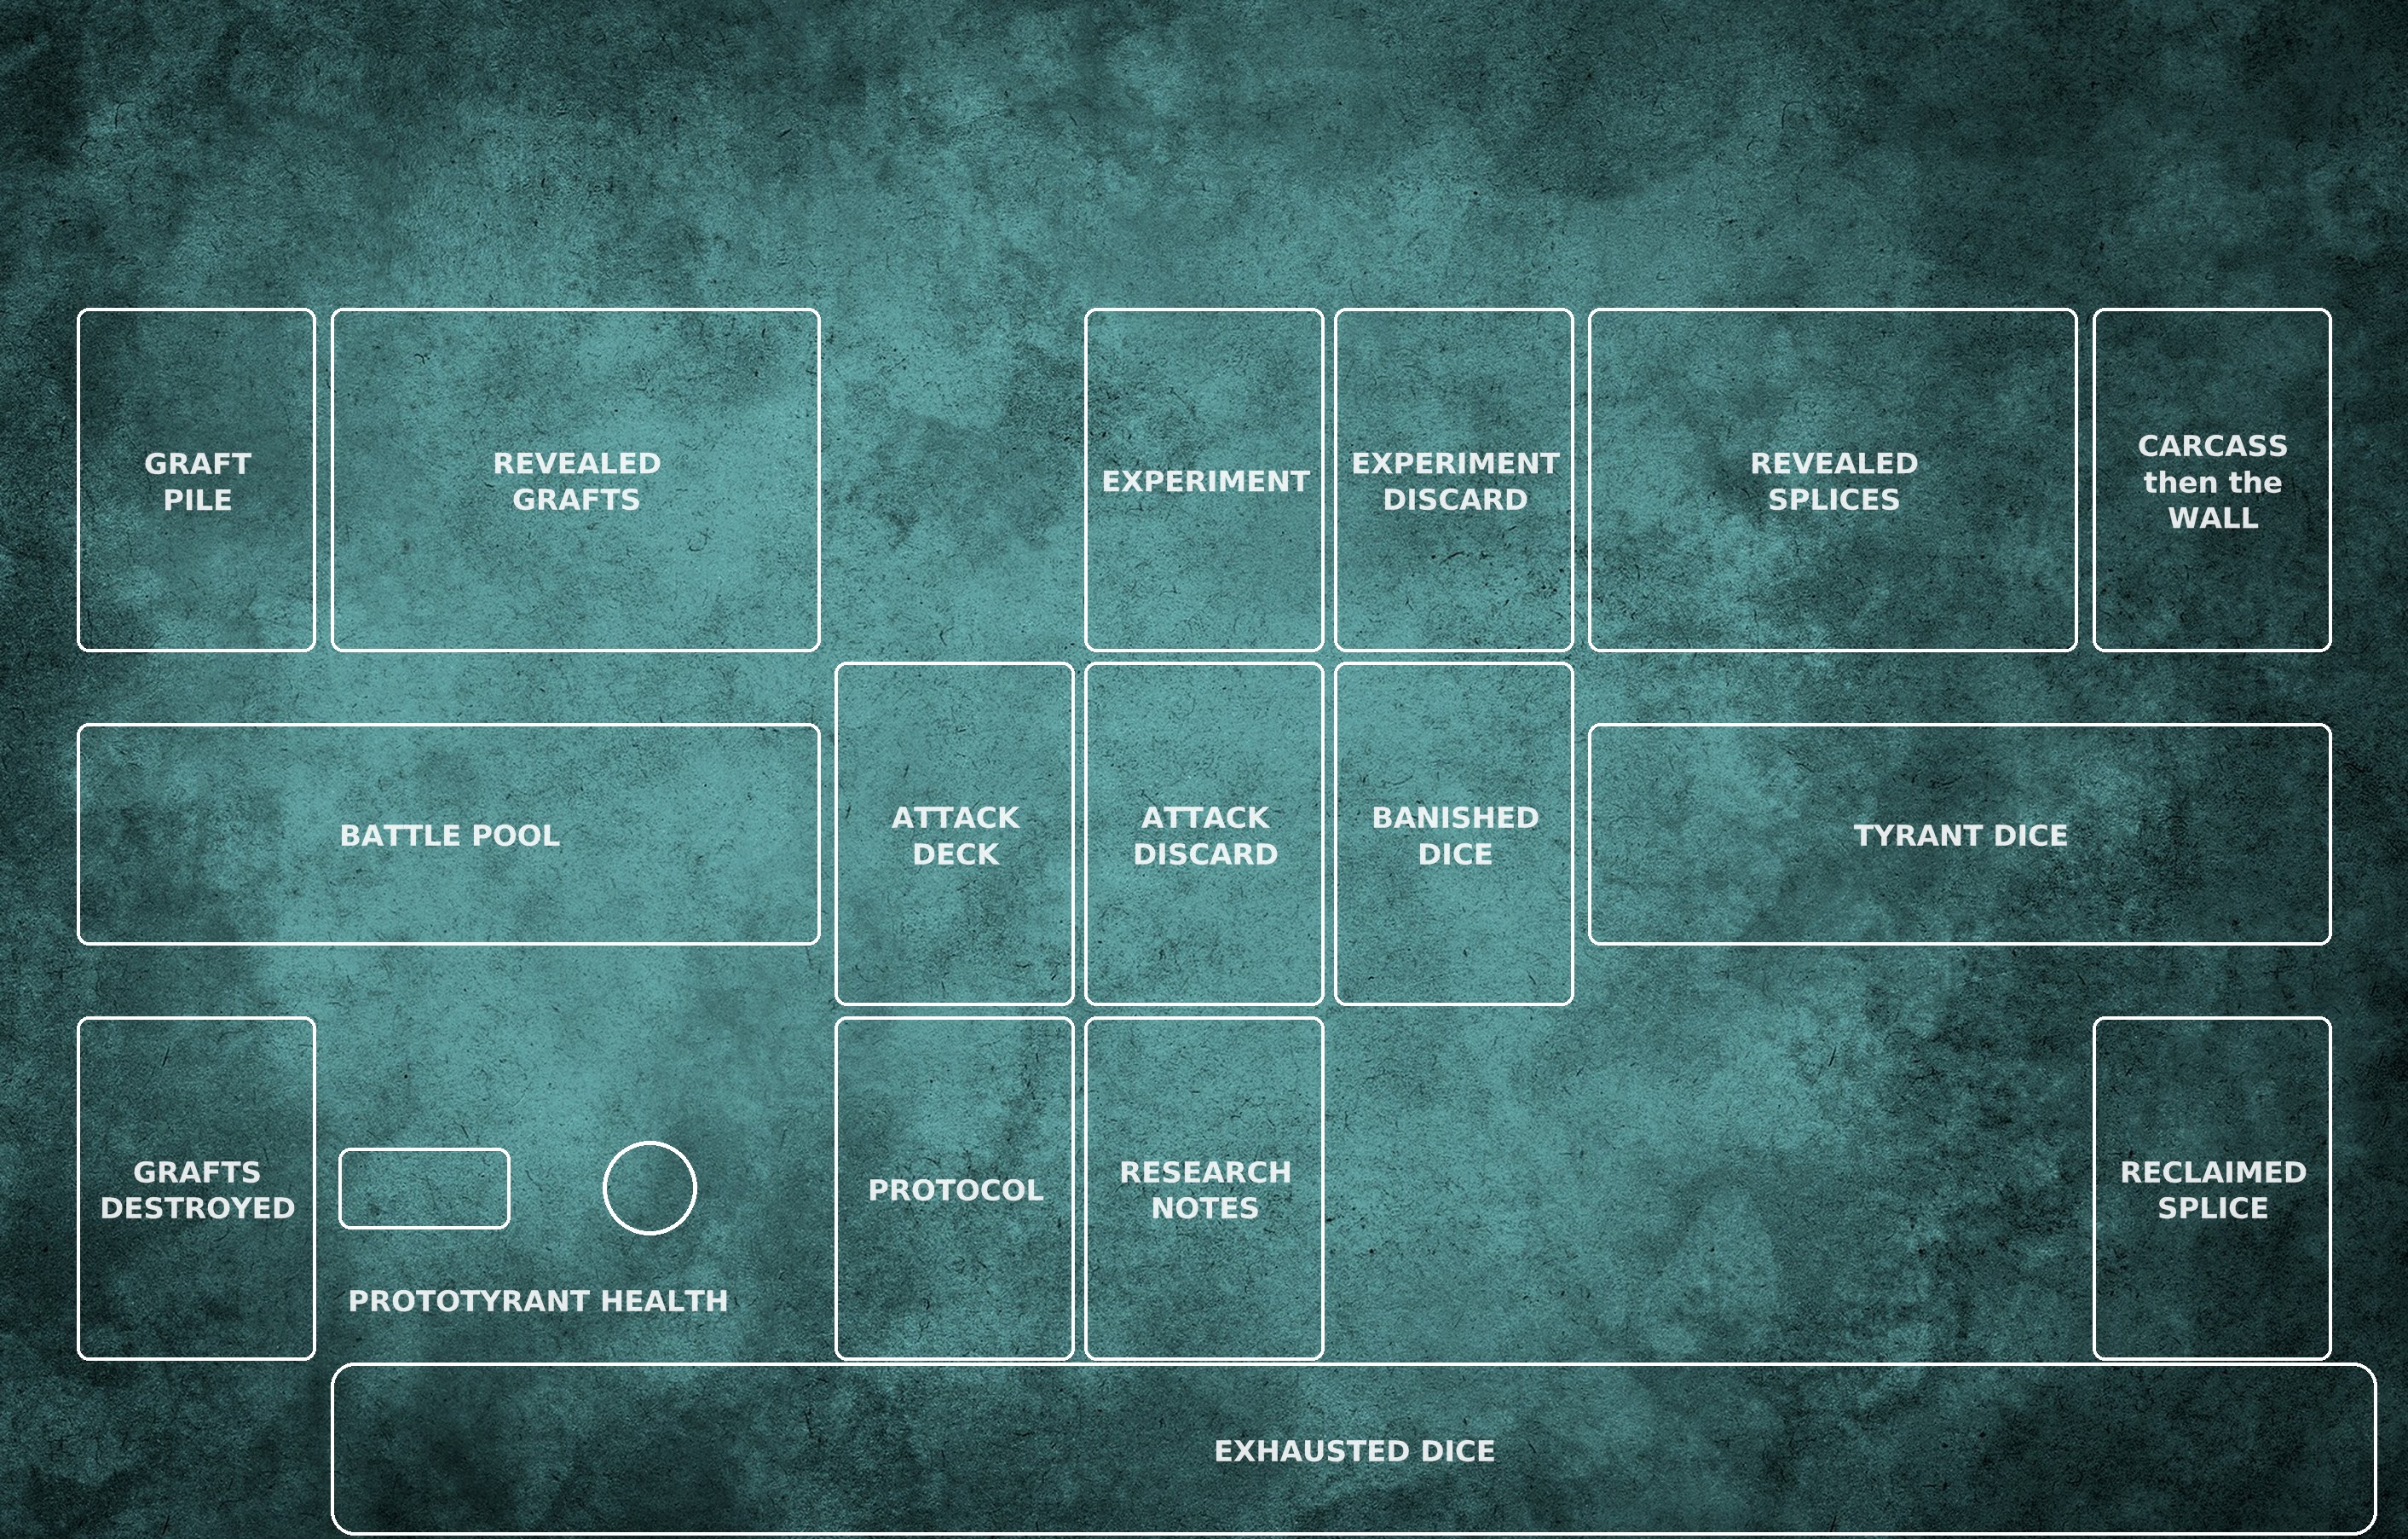 GRAFT
PILE
REVEALED
GRAFTS
EXPERIMENT
EXPERIMENT
DISCARD
REVEALED
SPLICES
CARCASS
then the
WALL
BATTLE POOL
ATTACK
DECK
ATTACK
DISCARD
BANISHED
DICE
TYRANT DICE
GRAFTS
DESTROYED
PROTOTYRANT HEALTH
PROTOCOL
RESEARCH
NOTES
RECLAIMED
SPLICE
EXHAUSTED DICE